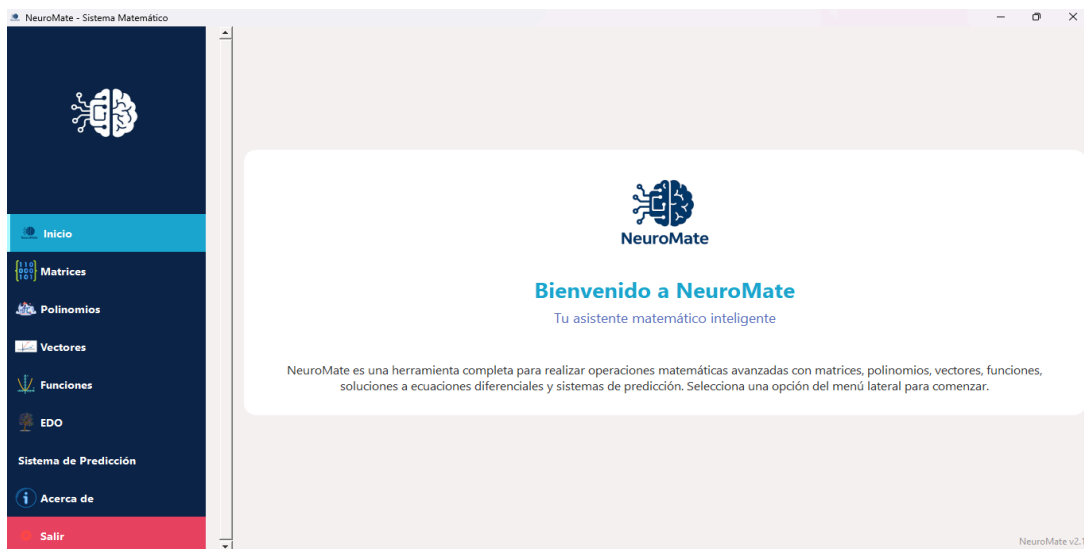 NeuroMate - Sistema Matemático
Inicio
Matrices
Polinomios
Vectores
Funciones
EDO
Sistema de Predicción
Acerca de
Salir
NeuroMate
Bienvenido a NeuroMate
Tu asistente matemático inteligente
NeuroMate es una herramienta completa para realizar operaciones matemáticas avanzadas con matrices, polinomios, vectores, funciones,
soluciones a ecuaciones diferenciales y sistemas de predicción. Selecciona una opción del menú lateral para comenzar.
NeuroMate v2.1